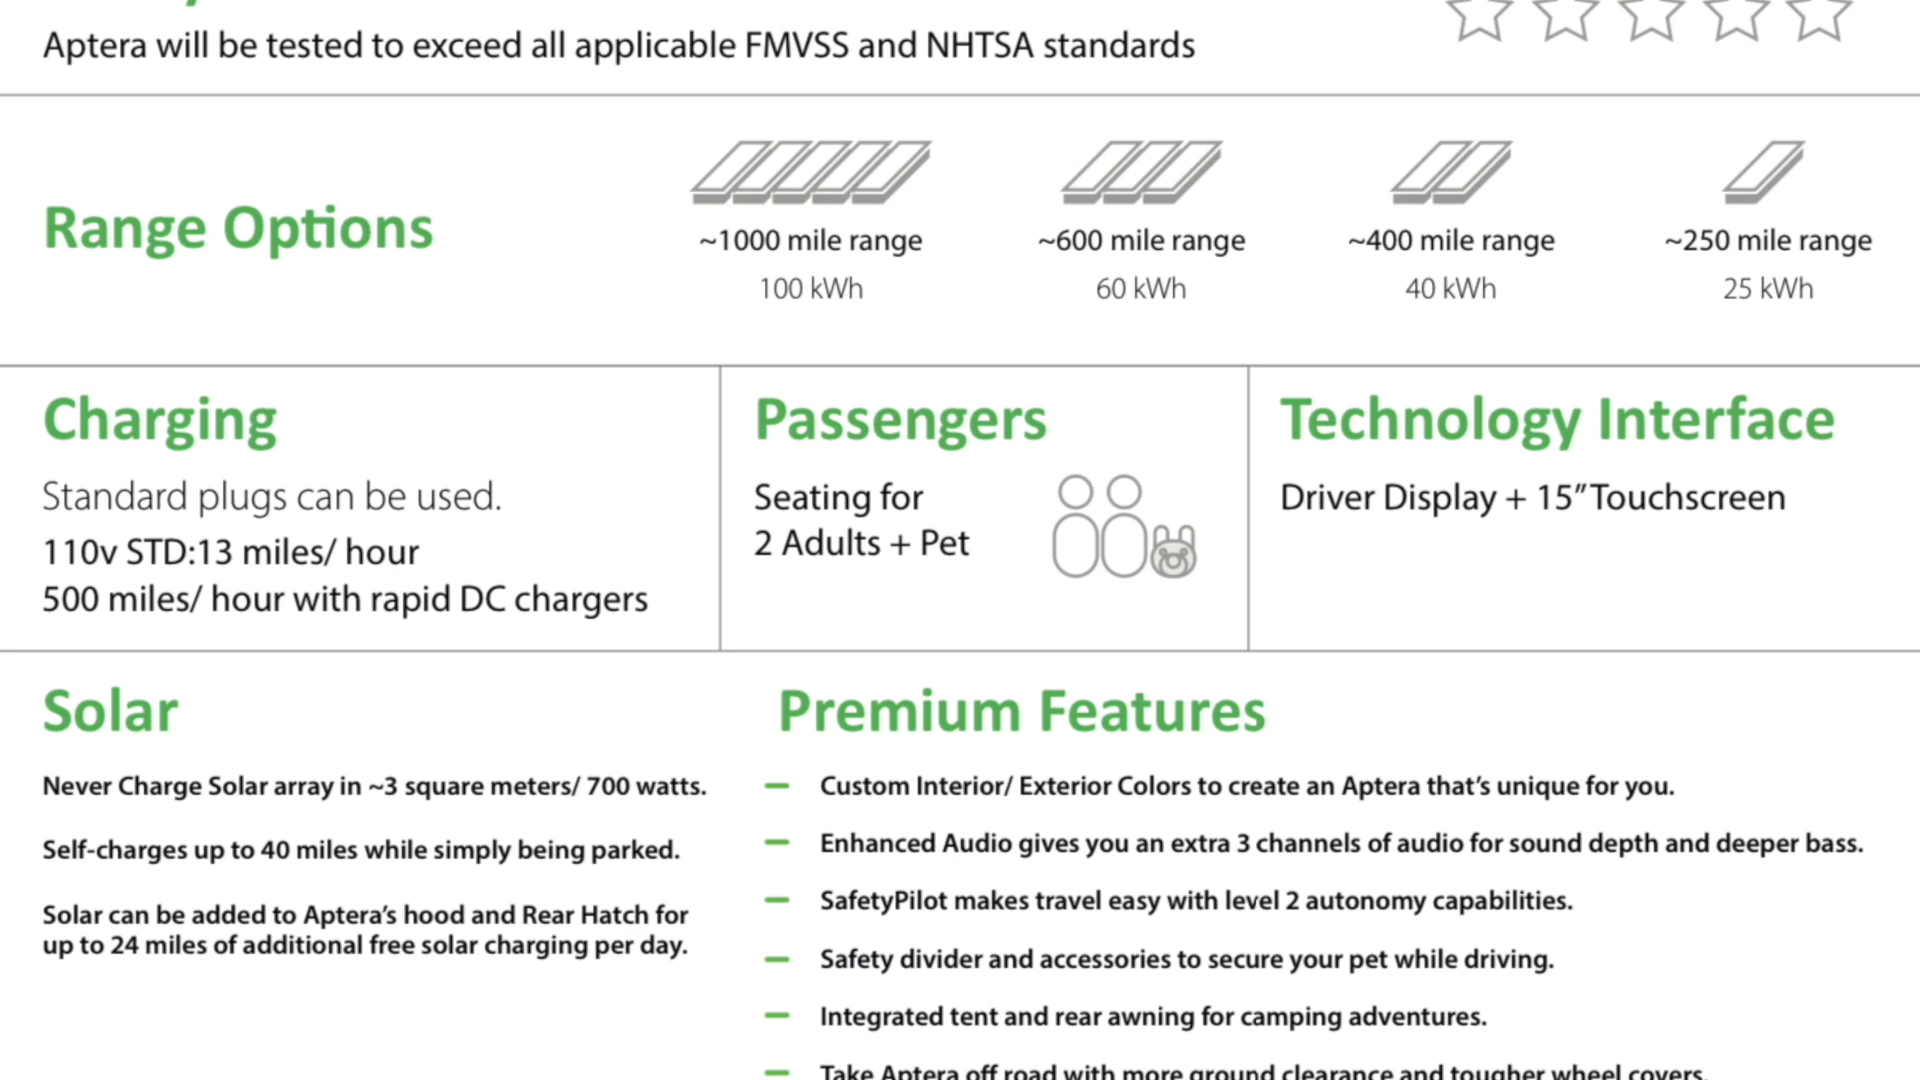 Aptera will be tested to exceed all applicable FMVSS and NHTSA standards
Range Options
~1000 mile range
100 kWh
~600 mile range
60 kWh
~400 mile range
40 kWh
~250 mile range
25 kWh
Charging
Standard plugs can be used.
110v STD:13 miles/ hour
500 miles/ hour with rapid DC chargers
Passengers
Seating for
2 Adults + Pet
Technology Interface
Driver Display + 15” Touchscreen
Solar
Never Charge Solar array in ~3 square meters/ 700 watts.
Self-charges up to 40 miles while simply being parked.
Solar can be added to Aptera’s hood and Rear Hatch for
up to 24 miles of additional free solar charging per day.
Premium Features
— Custom Interior/ Exterior Colors to create an Aptera that’s unique for you.
— Enhanced Audio gives you an extra 3 channels of audio for sound depth and deeper bass.
— SafetyPilot makes travel easy with level 2 autonomy capabilities.
— Safety divider and accessories to secure your pet while driving.
— Integrated tent and rear awning for camping adventures.
— Take Aptera off road with more ground clearance and tougher wheel covers.